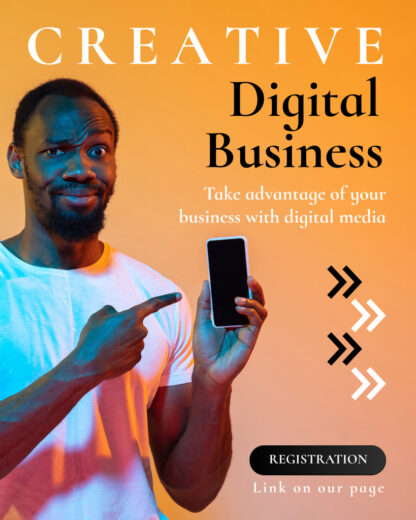 CREATIVE
Digital
Business
Take advantage of your
business with digital media
REGISTRATION
Link on our page